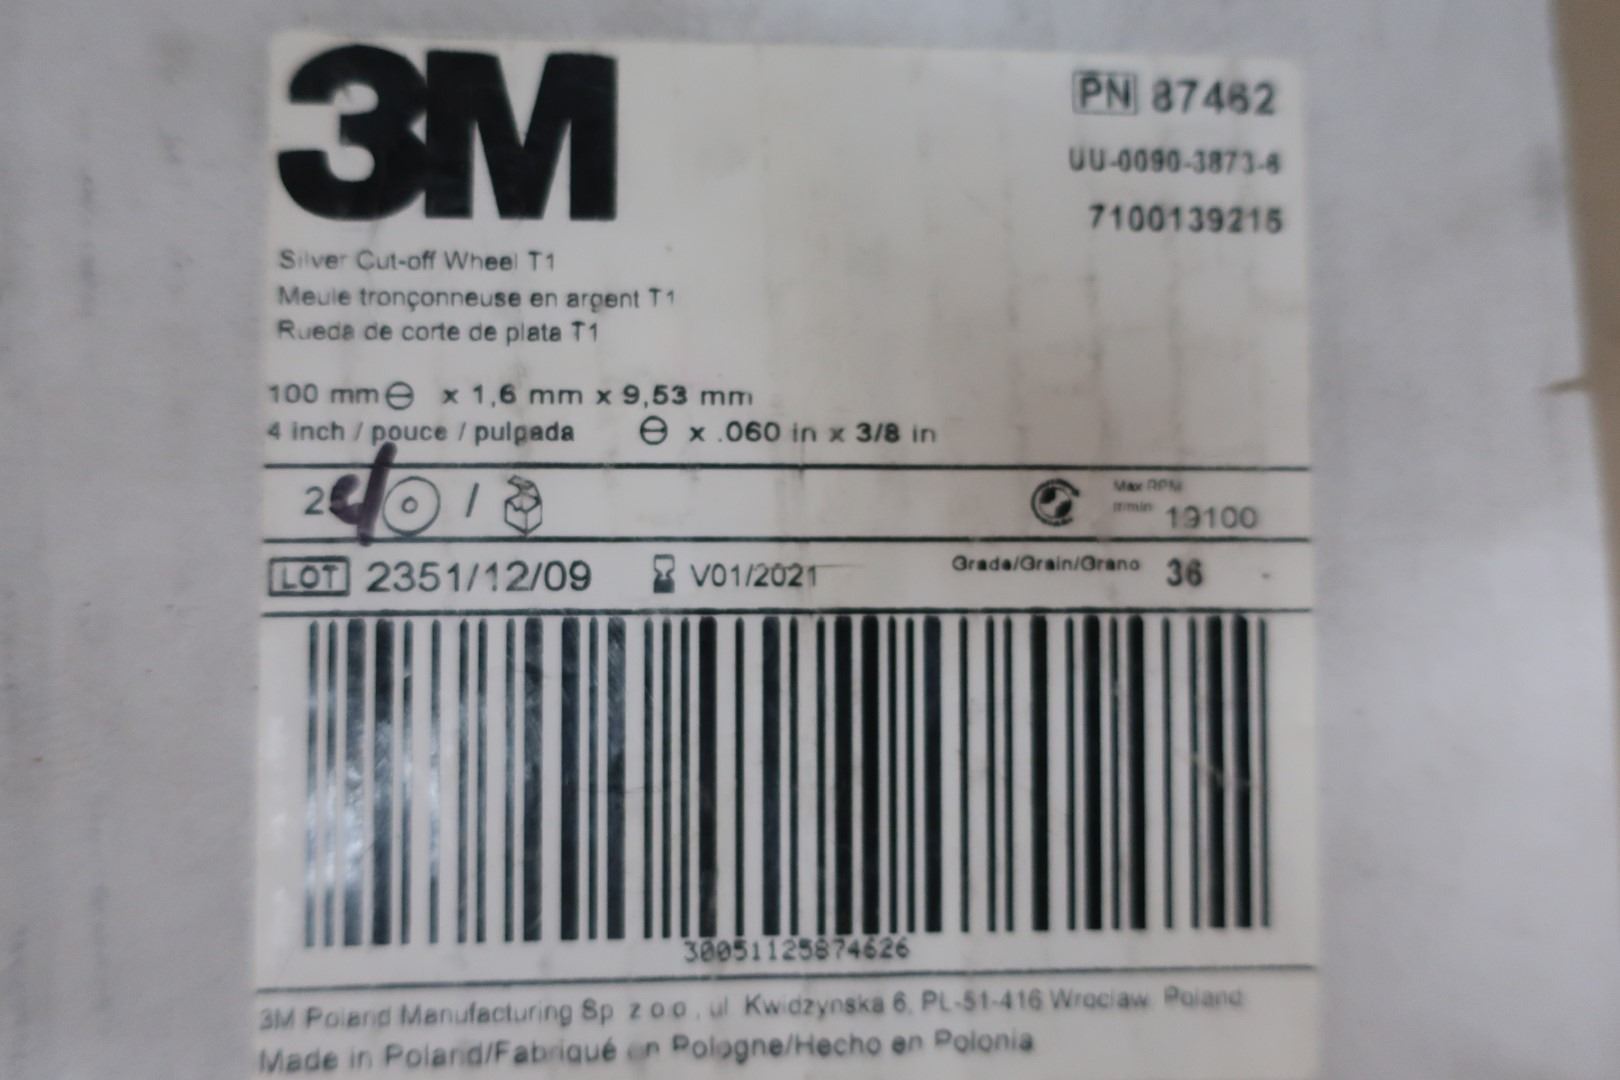 3M
PN 87462
UU-0090-3873-6
7100139215
Silver Cut-off Wheel T1
Meule tronçonneuse en argent T1
Rueda de corte de plata T1
100 mm x 1,6 mm x 9,53 mm
4 inch / pouce / pulgada x .060 in x 3/8 in
/
Max RPM
r/min 19100
LOT 2351/12/09 V01/2021 Grade/Grain/Grano 36
30051125874626
3M Poland Manufacturing Sp z o o , ul Kwidzynska 6, PL-51-416 Wroclaw Poland
Made in Poland/Fabriqué en Pologne/Hecho en Polonia